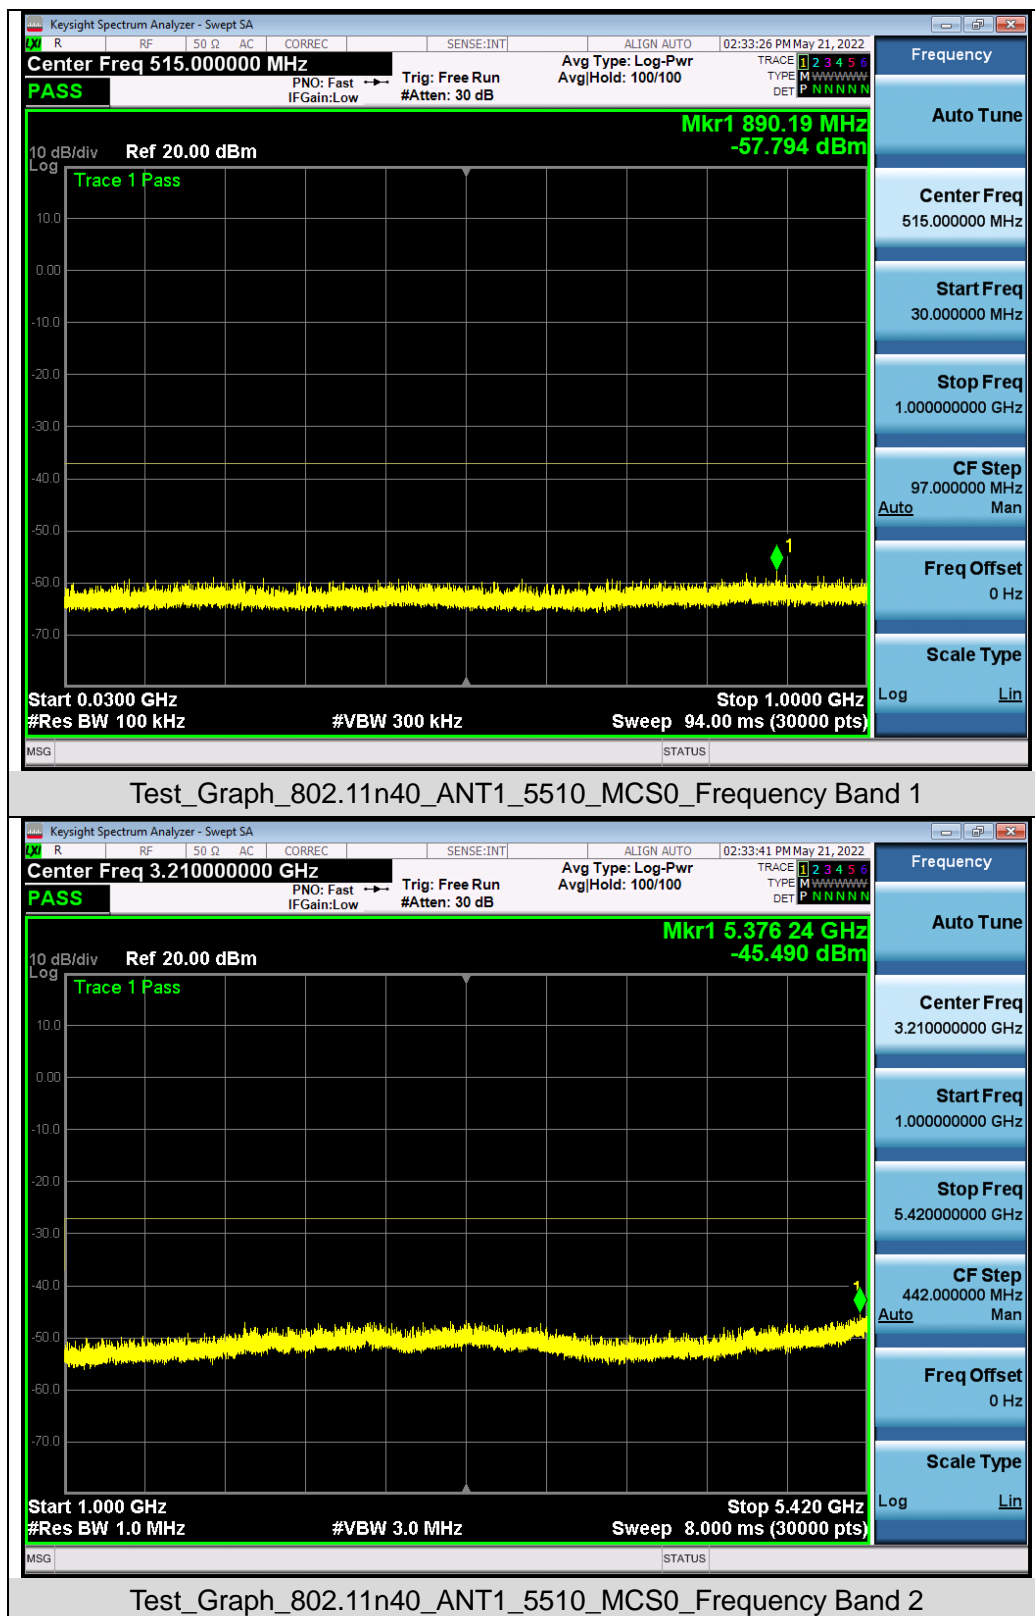 Keysight Spectrum Analyzer - Swept SA
LXI R RF 50 Ω AC CORREC SENSE:INT ALIGN AUTO 02:33:26 PM May 21, 2022
Center Freq 515.000000 MHz
PASS
PNO: Fast
IFGain:Low
Trig: Free Run
#Atten: 30 dB
Avg Type: Log-Pwr
Avg|Hold: 100/100
TRACE 1 2 3 4 5 6
TYPE M WWWWW
DET P N N N N N
Mkr1 890.19 MHz
-57.794 dBm
10 dB/div Ref 20.00 dBm
Log
Trace 1 Pass
10.0
0.00
-10.0
-20.0
-30.0
-40.0
-50.0
1
-60.0
-70.0
Start 0.0300 GHz Stop 1.0000 GHz
#Res BW 100 kHz #VBW 300 kHz Sweep 94.00 ms (30000 pts)
MSG STATUS
Frequency
Auto Tune
Center Freq
515.000000 MHz
Start Freq
30.000000 MHz
Stop Freq
1.000000000 GHz
CF Step
97.000000 MHz
Auto Man
Freq Offset
0 Hz
Scale Type
Log Lin
Test_Graph_802.11n40_ANT1_5510_MCS0_Frequency Band 1
Keysight Spectrum Analyzer - Swept SA
LXI R RF 50 Ω AC CORREC SENSE:INT ALIGN AUTO 02:33:41 PM May 21, 2022
Center Freq 3.210000000 GHz
PASS
PNO: Fast
IFGain:Low
Trig: Free Run
#Atten: 30 dB
Avg Type: Log-Pwr
Avg|Hold: 100/100
TRACE 1 2 3 4 5 6
TYPE M WWWWW
DET P N N N N N
Mkr1 5.376 24 GHz
-45.490 dBm
10 dB/div Ref 20.00 dBm
Log
Trace 1 Pass
10.0
0.00
-10.0
-20.0
-30.0
-40.0
1
-50.0
-60.0
-70.0
Start 1.000 GHz Stop 5.420 GHz
#Res BW 1.0 MHz #VBW 3.0 MHz Sweep 8.000 ms (30000 pts)
MSG STATUS
Frequency
Auto Tune
Center Freq
3.210000000 GHz
Start Freq
1.000000000 GHz
Stop Freq
5.420000000 GHz
CF Step
442.000000 MHz
Auto Man
Freq Offset
0 Hz
Scale Type
Log Lin
Test_Graph_802.11n40_ANT1_5510_MCS0_Frequency Band 2